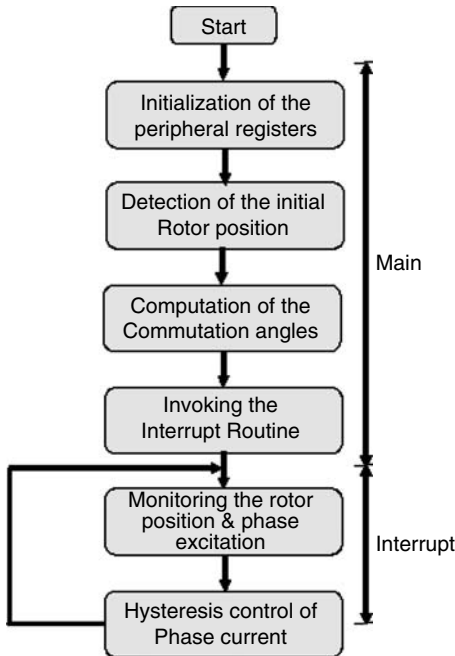 Start
Initialization of the
peripheral registers
Detection of the initial
Rotor position
Computation of the
Commutation angles
Invoking the
Interrupt Routine
Monitoring the rotor
position & phase
excitation
Hysteresis control of
Phase current
Main
Interrupt